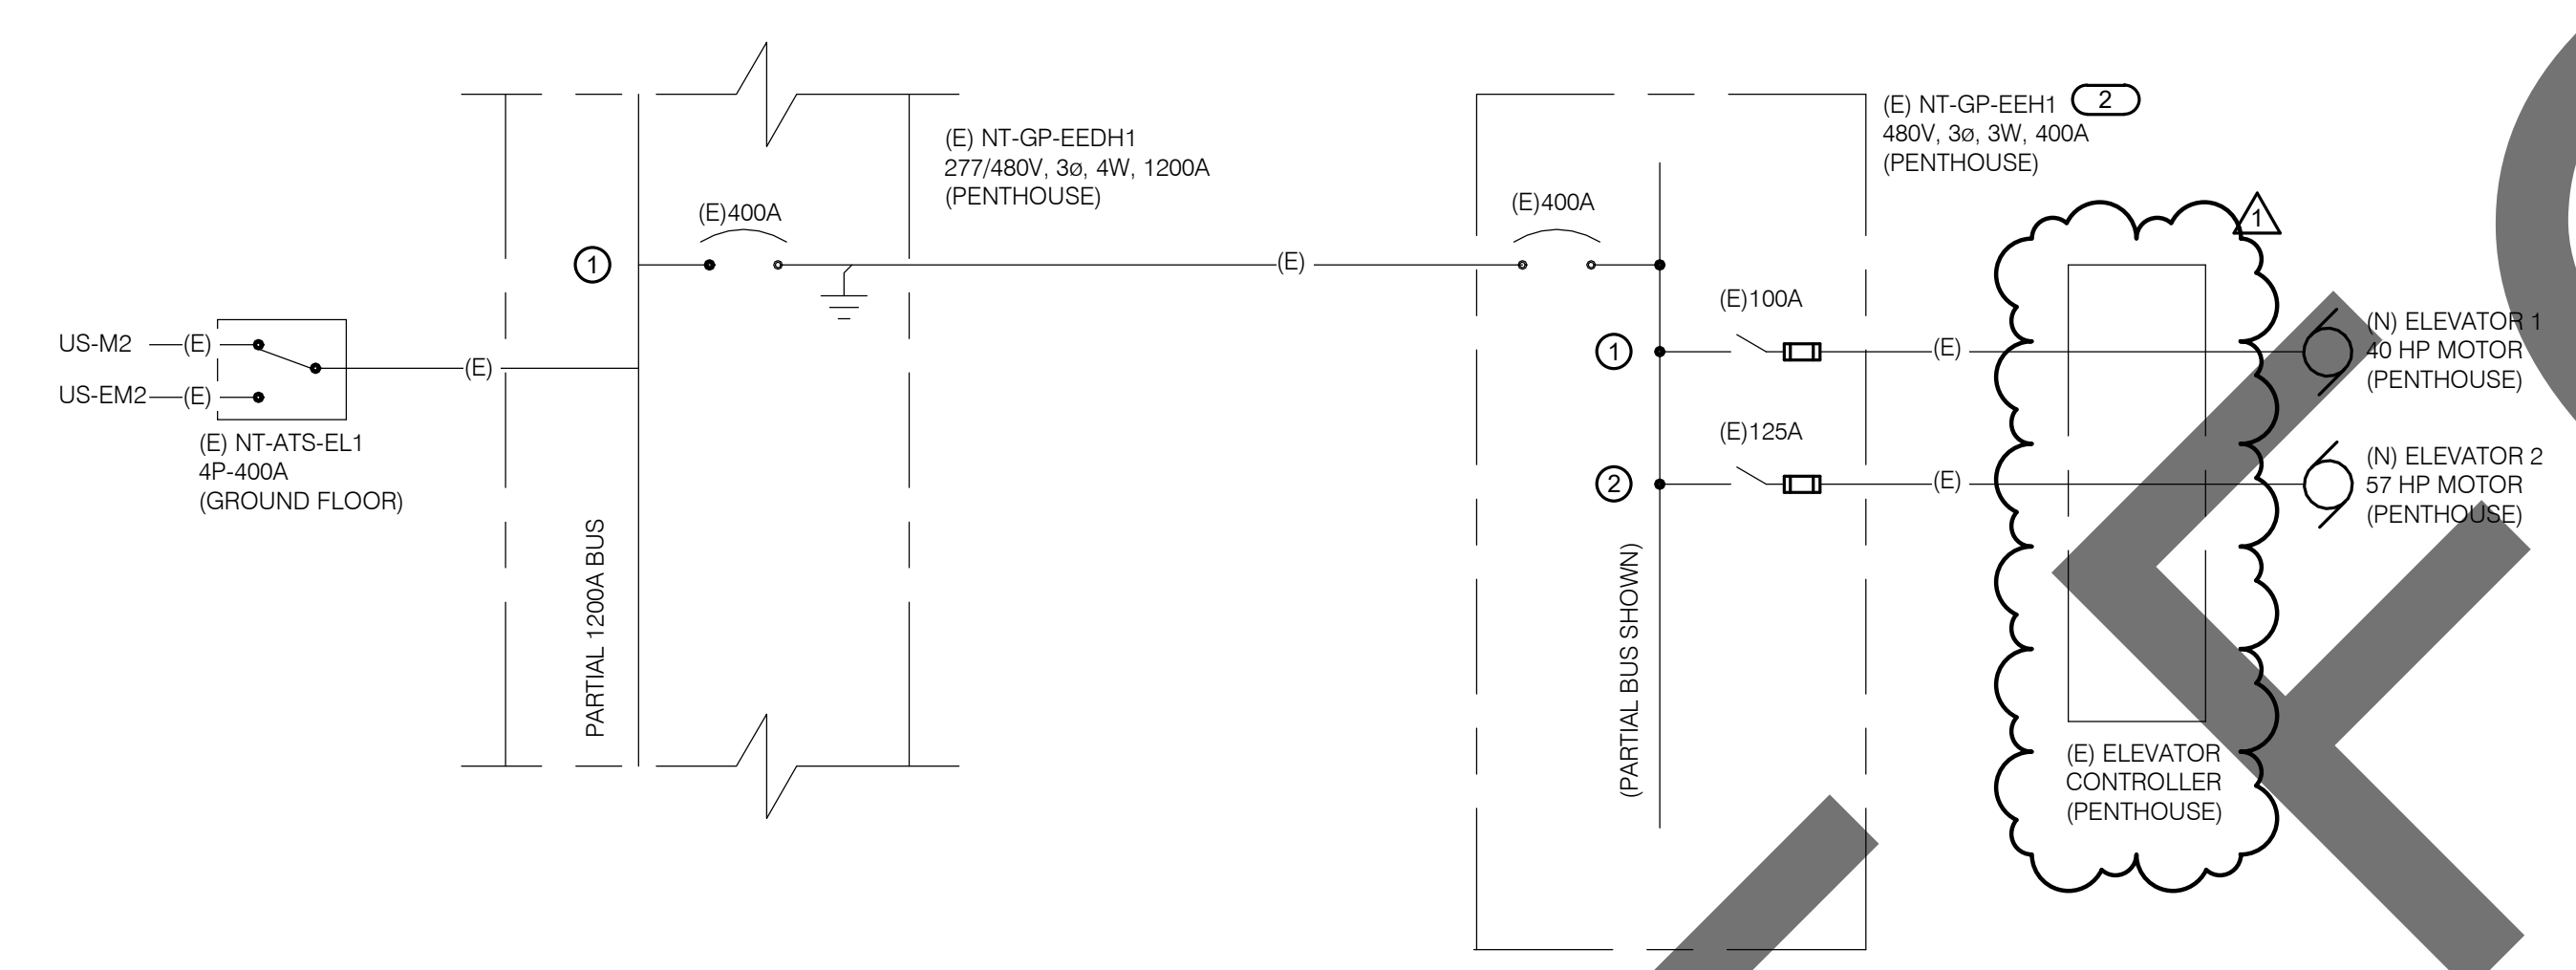 US-M2
(E)
US-EM2
(E)
(E) NT-ATS-EL1
4P-400A
(GROUND FLOOR)
(E)
1
PARTIAL 1200A BUS
(E)400A
(E) NT-GP-EEDH1
277/480V, 3ø, 4W, 1200A
(PENTHOUSE)
(E)
(E)400A
(E) NT-GP-EEH1
2
480V, 3ø, 3W, 400A
(PENTHOUSE)
(E)100A
1
(E)
(E)125A
2
(E)
(PARTIAL BUS SHOWN)
1
(N) ELEVATOR 1
40 HP MOTOR
(PENTHOUSE)
(N) ELEVATOR 2
57 HP MOTOR
(PENTHOUSE)
(E) ELEVATOR
CONTROLLER
(PENTHOUSE)